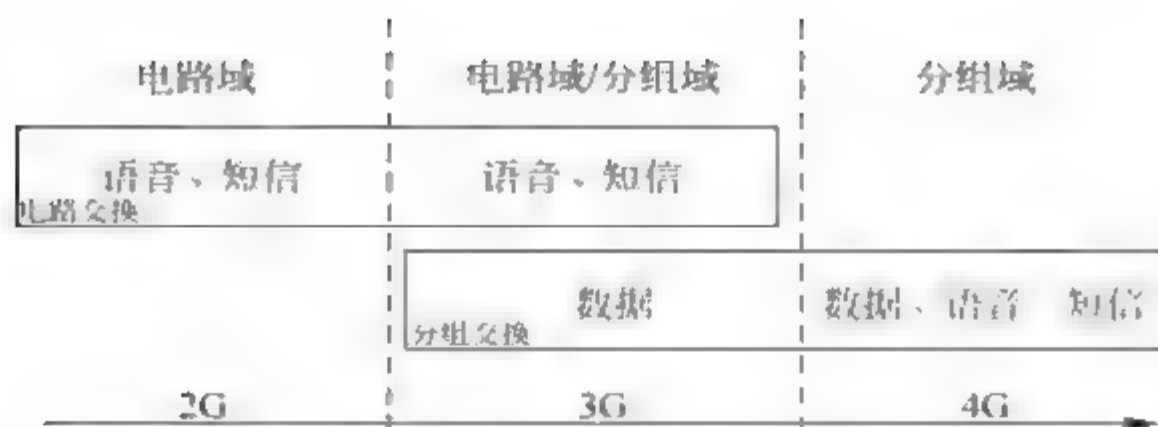 电路域 电路域/分组域 分组域
语音、短信 语音、短信
电路交换
数据 数据、语音 短信
分组交换
2G 3G 4G